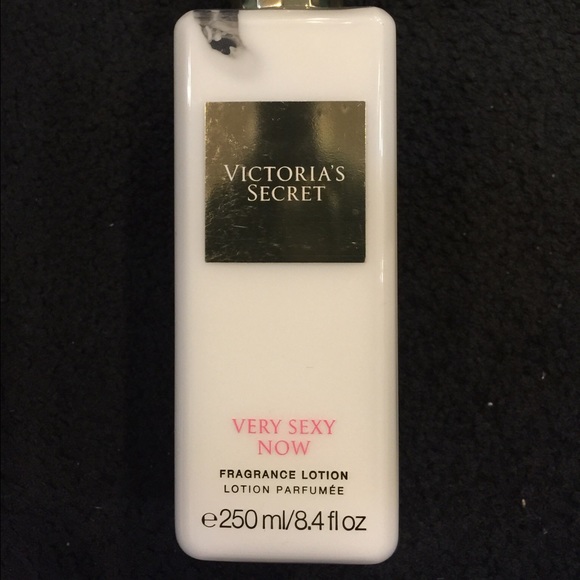 VICTORIA'S
SECRET
VERY SEXY
NOW
FRAGRANCE LOTION
LOTION PARFUMÉE
℮250 ml/8.4 fl oz